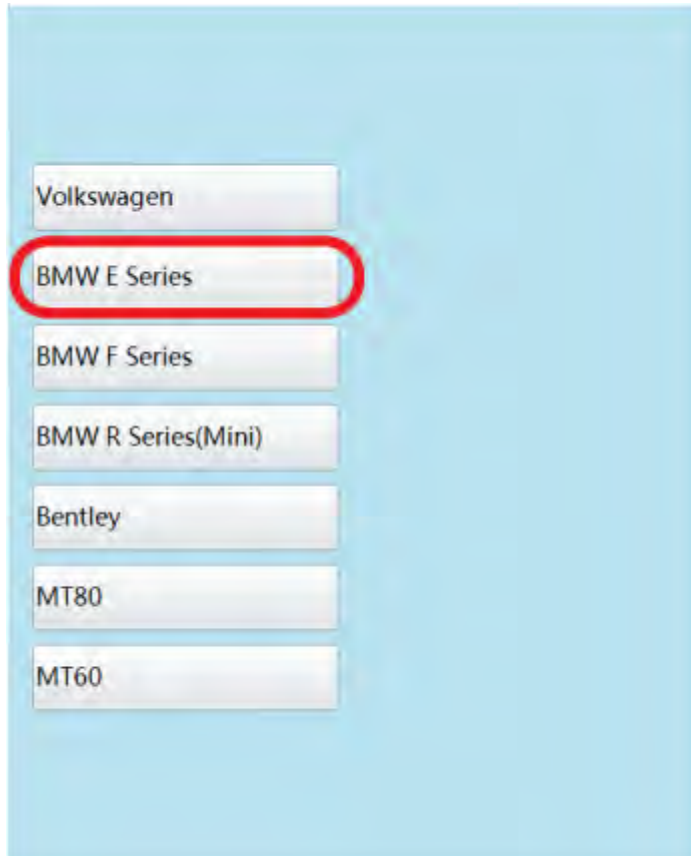 Volkswagen
BMW E Series
BMW F Series
BMW R Series(Mini)
Bentley
MT80
MT60